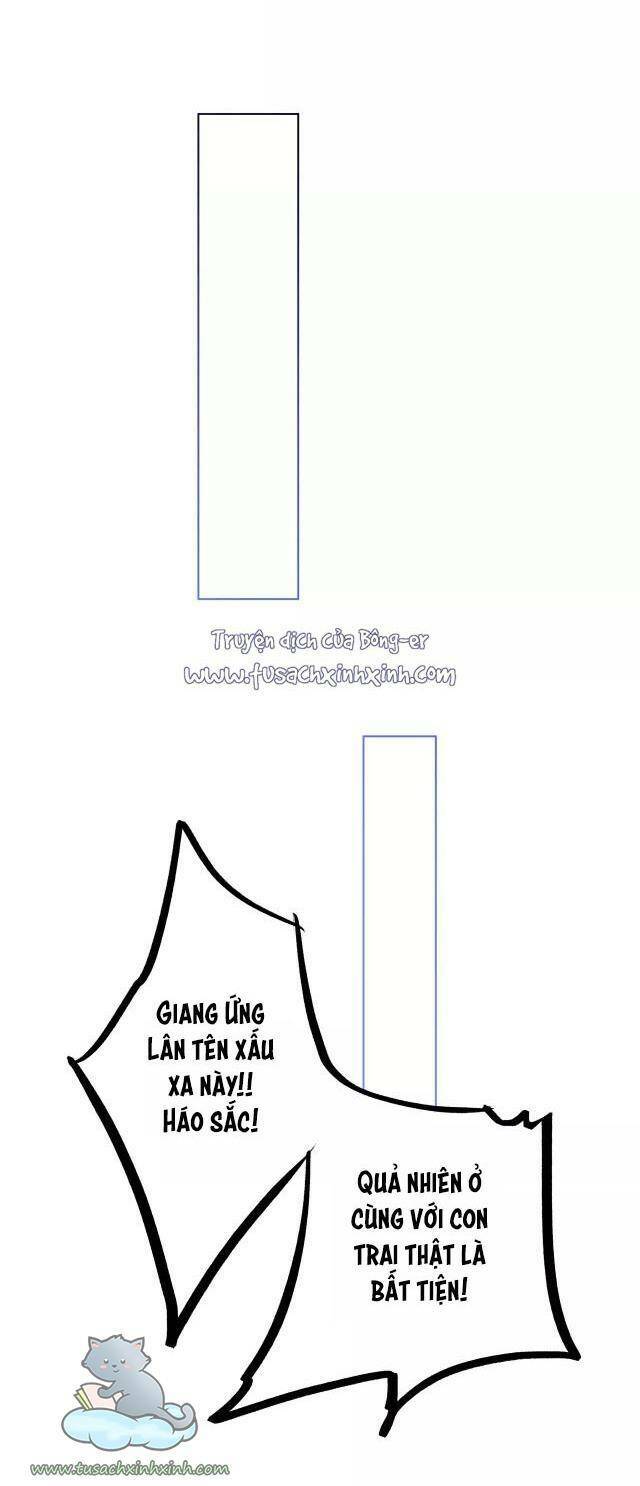 Truyện dịch của Bông-er
www.tusachxinhxinh.com
GIANG ỨNG
LÂN TÊN XẤU
XA NÀY!!
HÁO SẮC!
QUẢ NHIÊN Ở
CÙNG VỚI CON
TRAI THẬT LÀ
BẤT TIỆN!
www.tusachxinhxinh.com